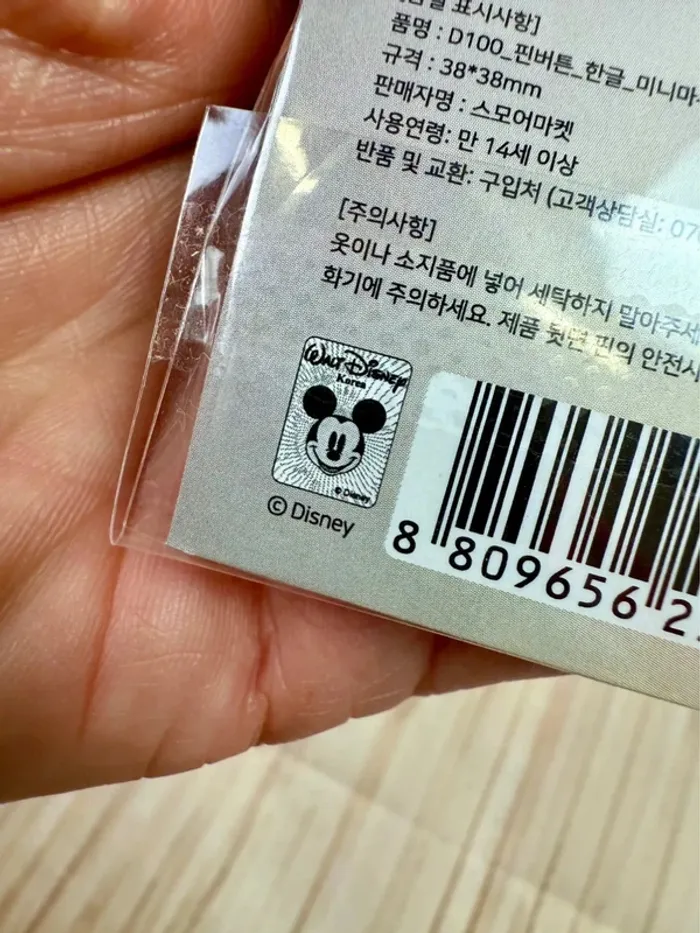 표시사항]
품명 : D100_핀버튼_한글_미니마
규격 : 38*38mm
판매자명 : 스모어마켓
사용연령: 만 14세 이상
반품 및 교환: 구입처 (고객상담실: 07
[주의사항]
옷이나 소지품에 넣어 세탁하지 말아주세
화기에 주의하세요. 제품 뒷면 핀의 안전시
WALT DISNEY
Korea
© Disney
© Disney
8 809656 2